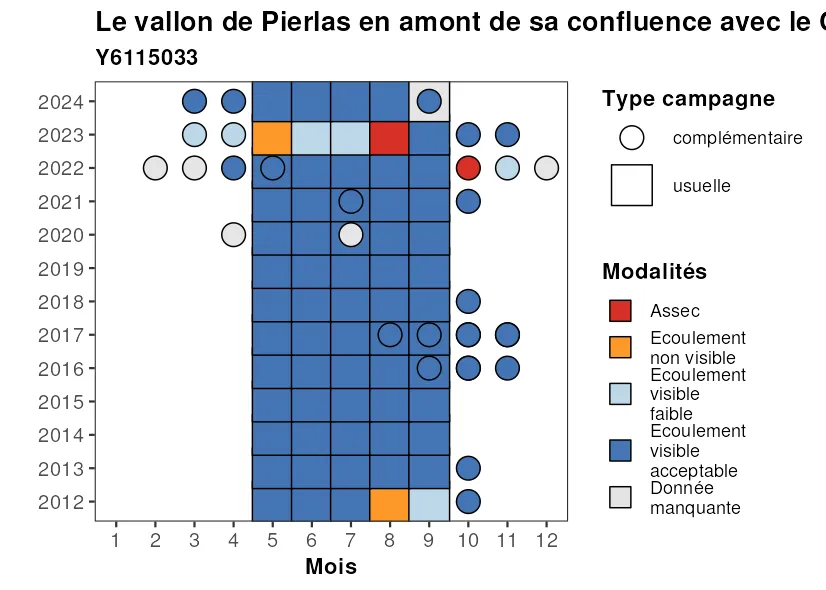 Le vallon de Pierlas en amont de sa confluence avec le
Y6115033
2024
2023
2022
2021
2020
2019
2018
2017
2016
2015
2014
2013
2012
1 2 3 4 5 6 7 8 9 10 11 12
Mois
Type campagne
complémentaire
usuelle
Modalités
Assec
Ecoulement
non visible
Ecoulement
visible
faible
Ecoulement
visible
acceptable
Donnée
manquante